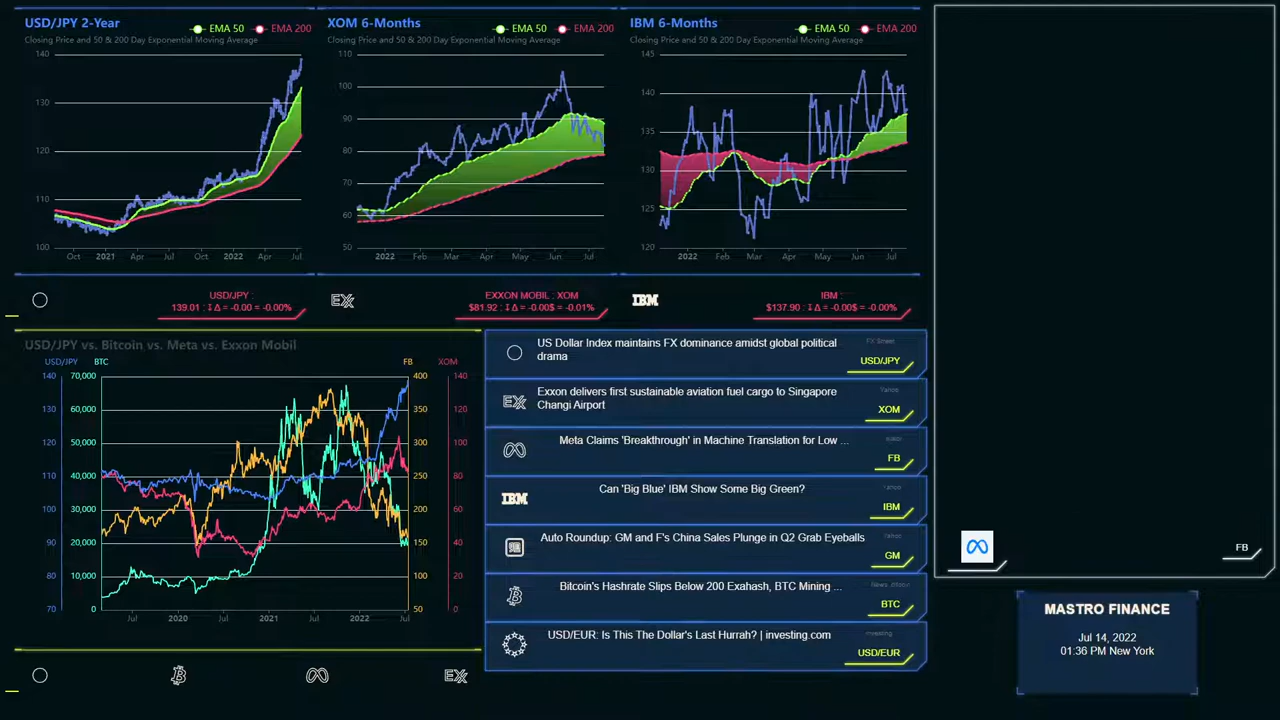 USD/JPY 2-Year
EMA 50 EMA 200
Closing Price and 50 & 200 Day Exponential Moving Average
140
130
120
110
100
Oct 2021 Apr Jul Oct 2022 Apr Jul
XOM 6-Months
EMA 50 EMA 200
Closing Price and 50 & 200 Day Exponential Moving Average
110
100
90
80
70
60
50
2022 Feb Mar Apr May Jun Jul
IBM 6-Months
EMA 50 EMA 200
Closing Price and 50 & 200 Day Exponential Moving Average
145
140
135
130
125
120
2022 Feb Mar Apr May Jun Jul
USD/JPY :
139.01 : 1 Δ = -0.00 = -0.00%
EX
EXXON MOBIL : XOM
$81.92 : 1 Δ = -0.00$ = -0.01%
IBM
IBM :
$137.90 : 1 Δ = -0.00$ = -0.00%
USD/JPY vs. Bitcoin vs. Meta vs. Exxon Mobil
USD/JPY BTC FB XOM
140 70,000 400 140
130 60,000 350 120
120 50,000 300 100
110 40,000 250 80
100 30,000 200 60
90 20,000 150 40
80 10,000 100 20
70 0 50 0
Jul 2020 Jul 2021 Jul 2022 Jul
EX
US Dollar Index maintains FX dominance amidst global political
drama
FX Street
USD/JPY
EX
Exxon delivers first sustainable aviation fuel cargo to Singapore
Changi Airport
Yahoo
XOM
Meta Claims 'Breakthrough' in Machine Translation for Low ...
FB
IBM
Can 'Big Blue' IBM Show Some Big Green?
Yahoo
IBM
Auto Roundup: GM and F's China Sales Plunge in Q2 Grab Eyeballs
Yahoo
GM
Bitcoin's Hashrate Slips Below 200 Exahash, BTC Mining ...
BTC
USD/EUR: Is This The Dollar's Last Hurrah? | investing.com
Investing
USD/EUR
FB
MASTRO FINANCE
Jul 14, 2022
01:36 PM New York